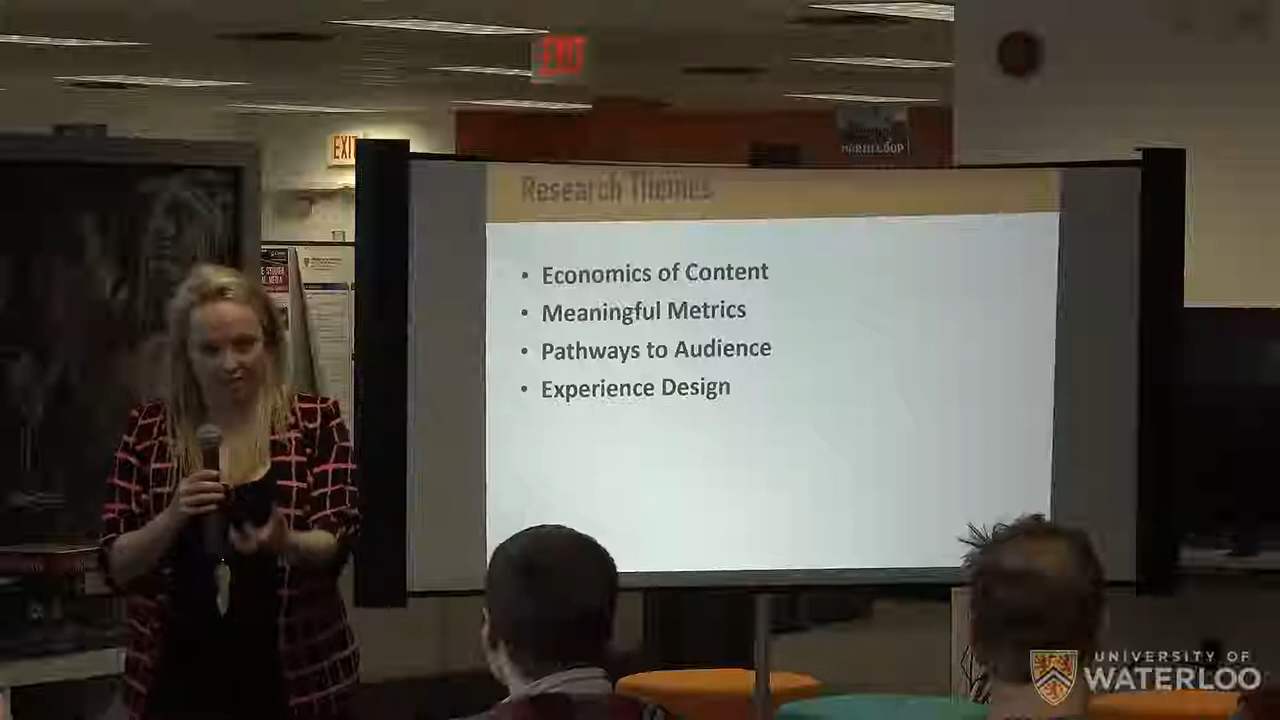 EXIT
EXIT
Research Themes
• Economics of Content
• Meaningful Metrics
• Pathways to Audience
• Experience Design
UNIVERSITY OF
WATERLOO